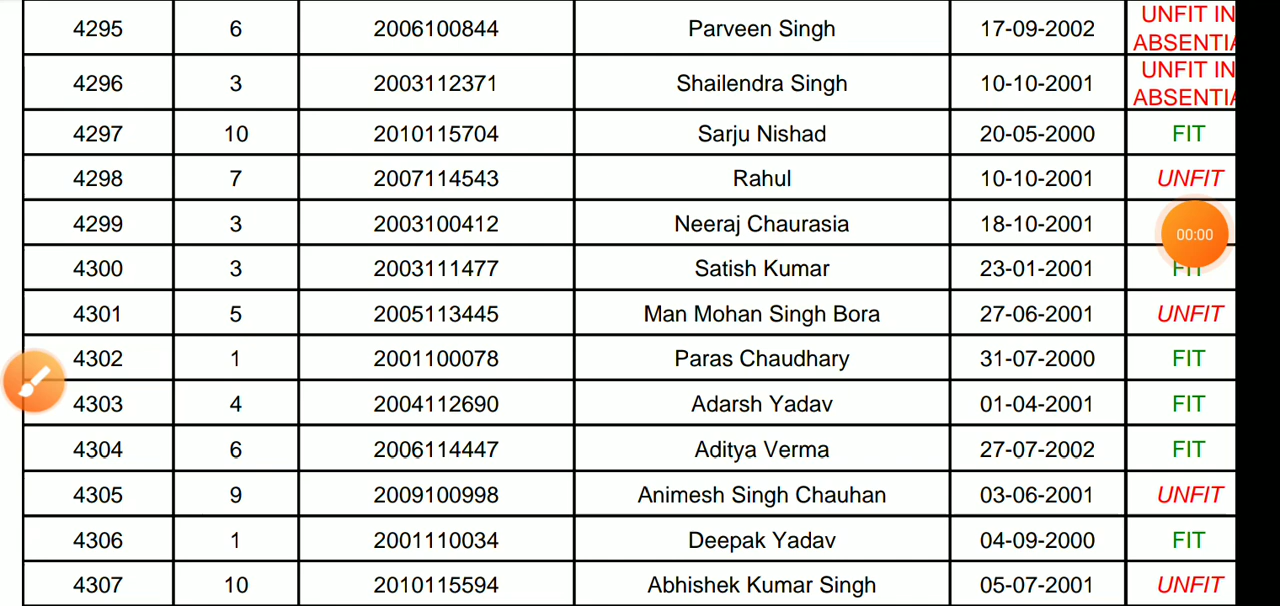 4295 6 2006100844 Parveen Singh 17-09-2002 UNFIT IN ABSENTIA
4296 3 2003112371 Shailendra Singh 10-10-2001 UNFIT IN ABSENTIA
4297 10 2010115704 Sarju Nishad 20-05-2000 FIT
4298 7 2007114543 Rahul 10-10-2001 UNFIT
4299 3 2003100412 Neeraj Chaurasia 18-10-2001
00:00
4300 3 2003111477 Satish Kumar 23-01-2001 FIT
4301 5 2005113445 Man Mohan Singh Bora 27-06-2001 UNFIT
4302 1 2001100078 Paras Chaudhary 31-07-2000 FIT
4303 4 2004112690 Adarsh Yadav 01-04-2001 FIT
4304 6 2006114447 Aditya Verma 27-07-2002 FIT
4305 9 2009100998 Animesh Singh Chauhan 03-06-2001 UNFIT
4306 1 2001110034 Deepak Yadav 04-09-2000 FIT
4307 10 2010115594 Abhishek Kumar Singh 05-07-2001 UNFIT